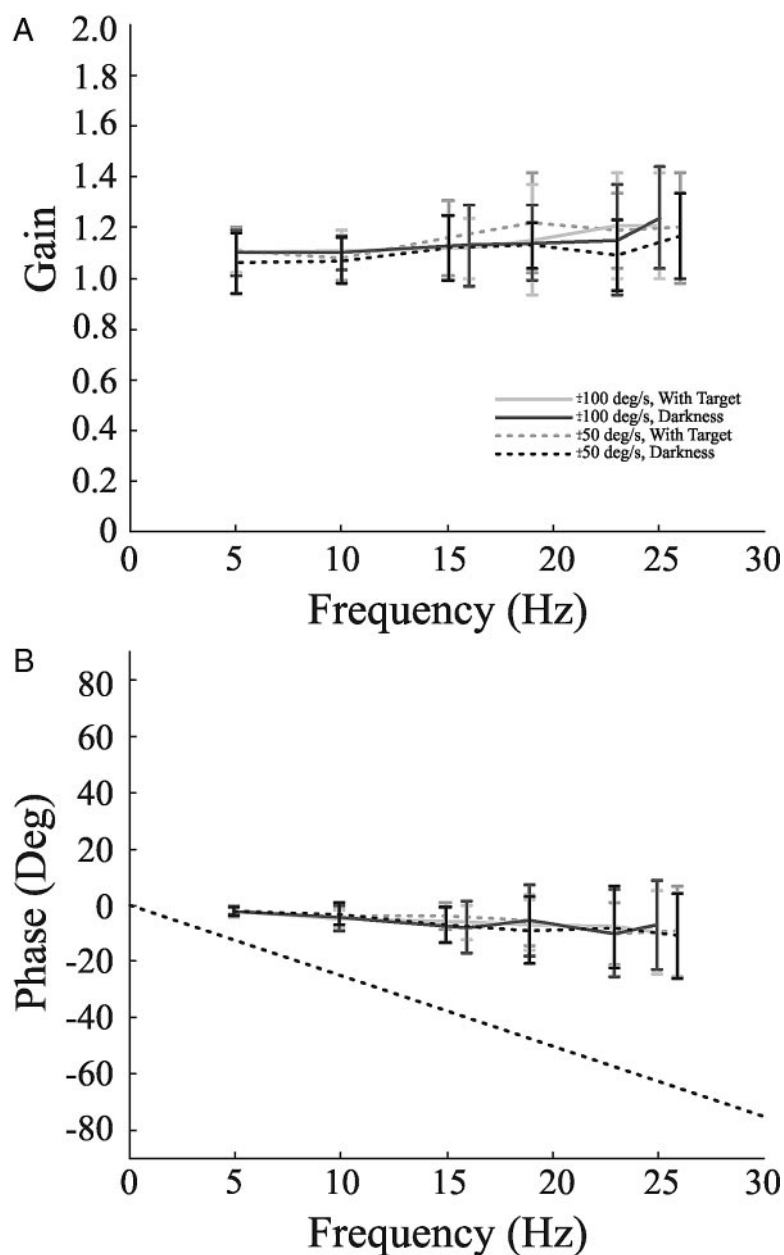 A
2.0
1.8
1.6
1.4
1.2
1.0
0.8
0.6
0.4
0.2
0
Gain
‡100 deg/s, With Target
‡100 deg/s, Darkness
‡50 deg/s, With Target
‡50 deg/s, Darkness
0 5 10 15 20 25 30
Frequency (Hz)
B
80
60
40
20
0
-20
-40
-60
-80
Phase (Deg)
0 5 10 15 20 25 30
Frequency (Hz)